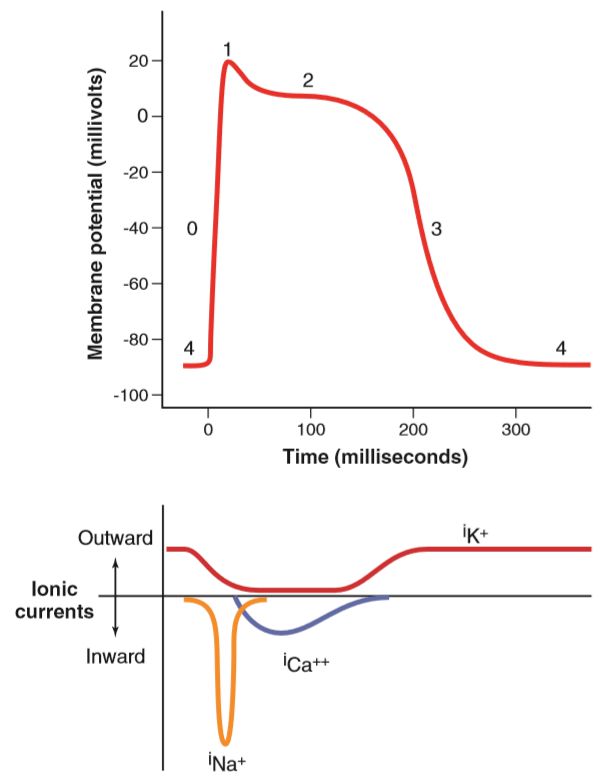 Membrane potential (millivolts)
20
0
-20
-40
-60
-80
-100
1
2
0
3
4
4
0
100
200
300
Time (milliseconds)
Outward
Ionic
currents
Inward
iK+
iCa++
iNa+